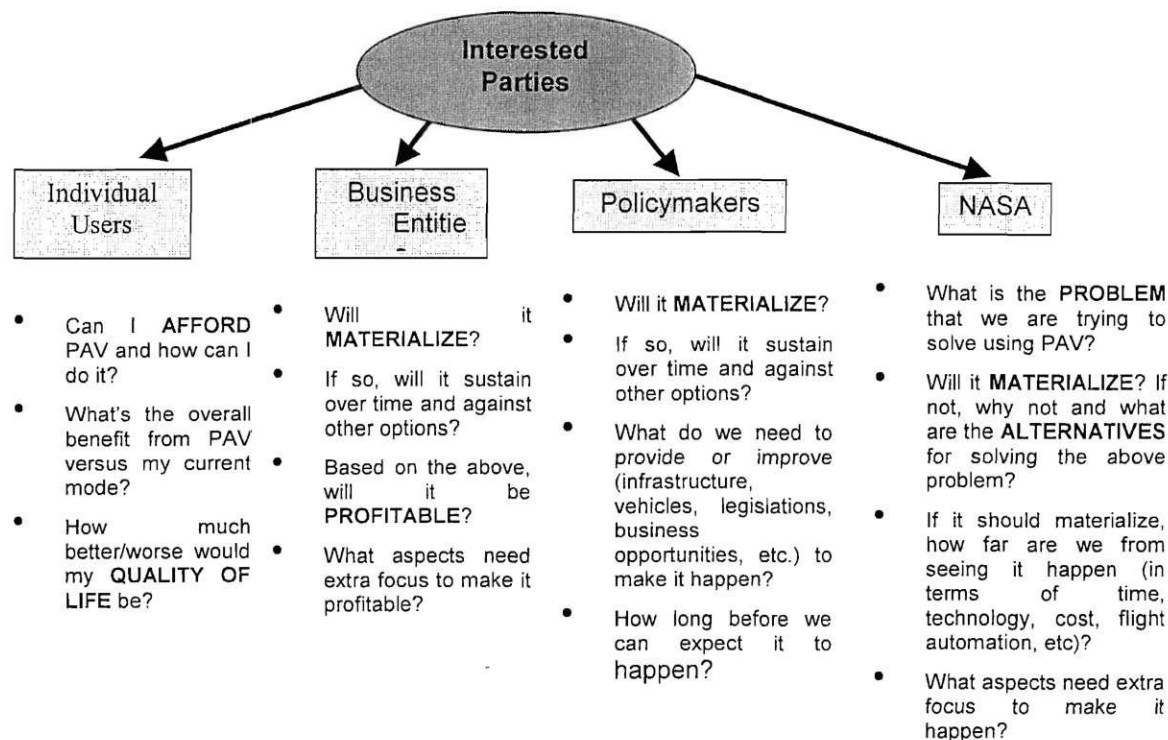 Interested
Parties
Individual
Users
Business
Entitie
Policymakers
NASA
• Can I AFFORD
PAV and how can I
do it?
• What's the overall
benefit from PAV
versus my current
mode?
• How much
better/worse would
my QUALITY OF
LIFE be?
• Will it
MATERIALIZE?
• If so, will it sustain
over time and against
other options?
• Based on the above,
will it be
PROFITABLE?
• What aspects need
extra focus to make it
profitable?
• Will it MATERIALIZE?
• If so, will it sustain
over time and against
other options?
• What do we need to
provide or improve
(infrastructure,
vehicles, legislations,
business
opportunities, etc.) to
make it happen?
• How long before we
can expect it to
happen?
• What is the PROBLEM
that we are trying to
solve using PAV?
• Will it MATERIALIZE? If
not, why not and what
are the ALTERNATIVES
for solving the above
problem?
• If it should materialize,
how far are we from
seeing it happen (in
terms of time,
technology, cost, flight
automation, etc)?
• What aspects need extra
focus to make it
happen?